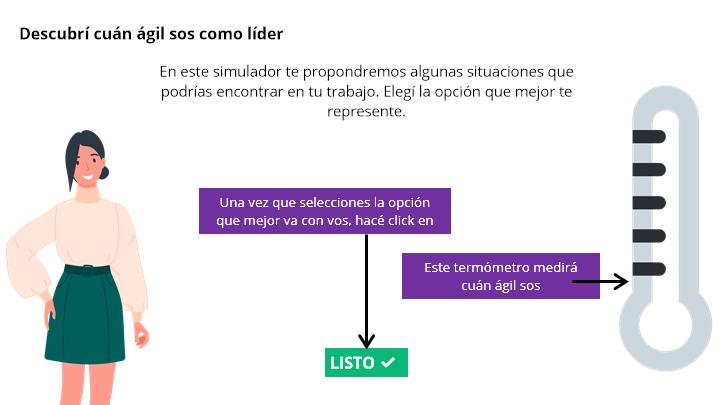 Descubrí cuán ágil sos como líder
En este simulador te propondremos algunas situaciones que
podrías encontrar en tu trabajo. Elegí la opción que mejor te
represente.
Una vez que selecciones la opción
que mejor va con vos, hacé click en
Este termómetro medirá
cuán ágil sos
LISTO